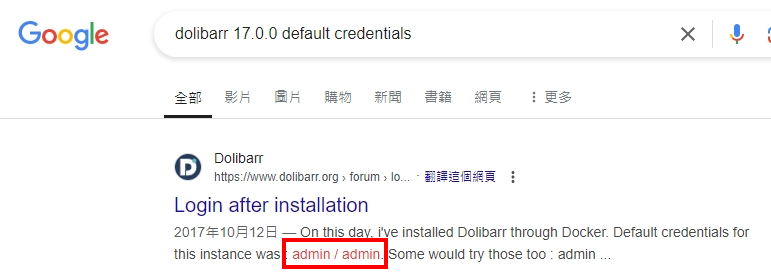 Google
dolibarr 17.0.0 default credentials
全部 影片 圖片 購物 新聞 書籍 網頁 更多
Dolibarr
https://www.dolibarr.org › forum › lo... · 翻譯這個網頁
Login after installation
2017年10月12日 — On this day, i've installed Dolibarr through Docker. Default credentials for
this instance was : admin / admin. Some would try those too : admin ...